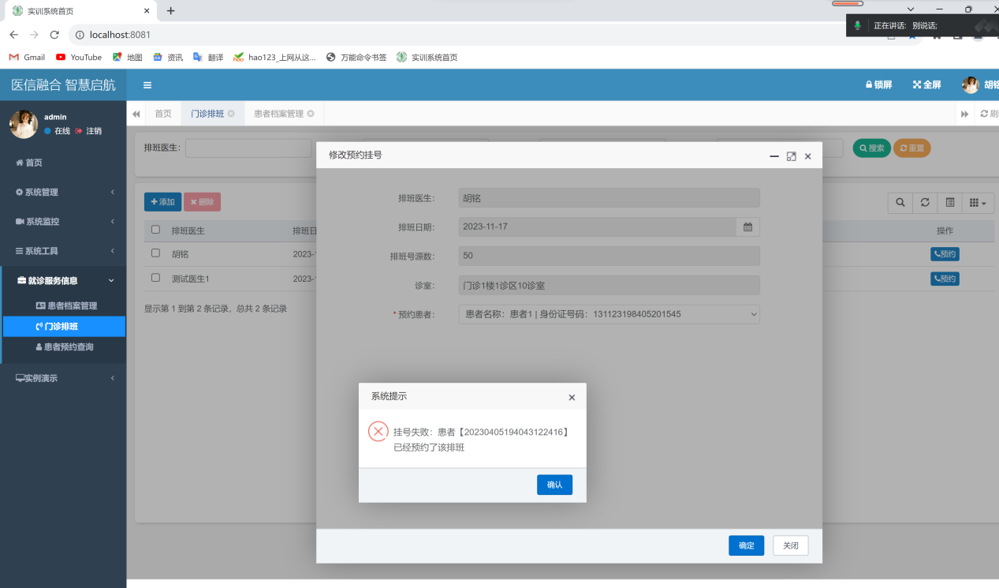 实训系统首页
localhost:8081
正在讲话: 别说话;
Gmail YouTube 地图 资讯 翻译 hao123_上网从这... 万能命令书签 实训系统首页
医信融合 智慧启航
锁屏 全屏 胡铭
admin
在线 注销
首页 门诊排班 患者档案管理
首页
系统管理
系统监控
系统工具
就诊服务信息
患者档案管理
门诊排班
患者预约查询
实例演示
排班医生：
搜索 重置
添加 删除
排班医生 排班日 操作
胡铭 2023- 预约
测试医生1 2023- 预约
显示第 1 到第 2 条记录，总共 2 条记录
修改预约挂号
排班医生： 胡铭
排班日期： 2023-11-17
排班号源数： 50
诊室： 门诊1楼1诊区10诊室
*预约患者： 患者名称：患者1 | 身份证号码：131123198405201545
系统提示
挂号失败：患者【20230405194043122416】
已经预约了该排班
确认
确定 关闭